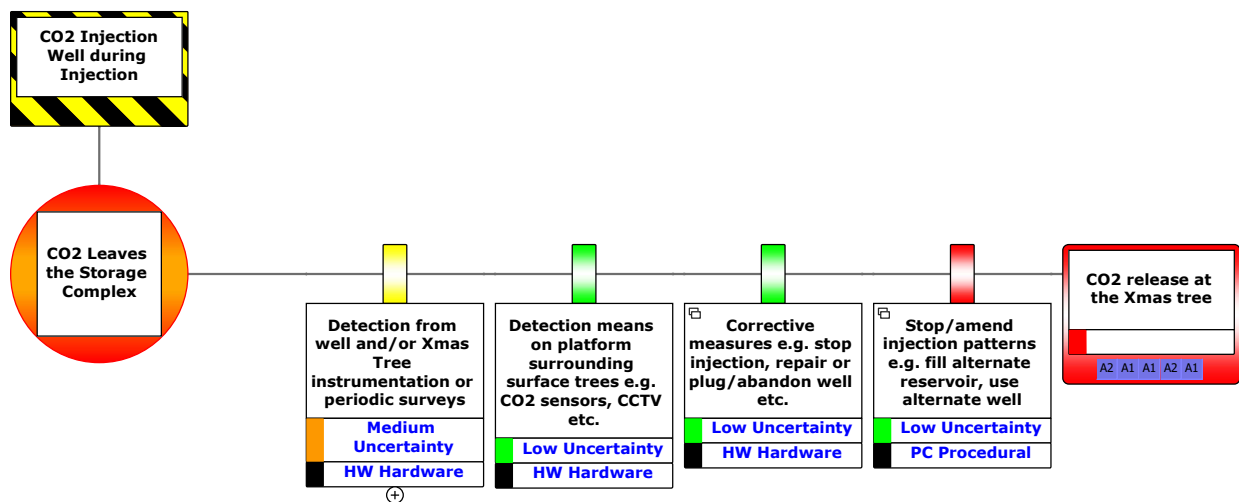 CO2 Injection
Well during
Injection
CO2 Leaves
the Storage
Complex
Detection from
well and/or Xmas
Tree
instrumentation or
periodic surveys
Medium
Uncertainty
HW Hardware
Detection means
on platform
surrounding
surface trees e.g.
CO2 sensors, CCTV
etc.
Low Uncertainty
HW Hardware
Corrective
measures e.g. stop
injection, repair or
plug/abandon well
etc.
Low Uncertainty
HW Hardware
Stop/amend
injection patterns
e.g. fill alternate
reservoir, use
alternate well
Low Uncertainty
PC Procedural
CO2 release at
the Xmas tree
A2 A1 A1 A2 A1